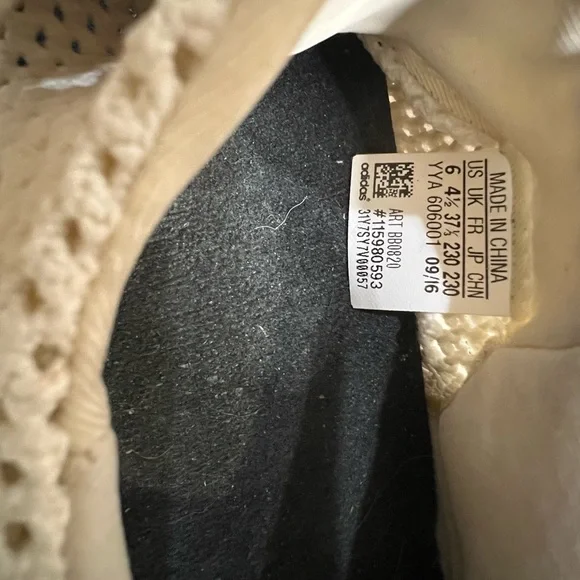 MADE IN CHINA
US UK FR JP CHN
6 4½ 37⅓ 230 230
YYA 606001 09/16
ART BB0820
#115980593
31Y7SY7V00057
adidas